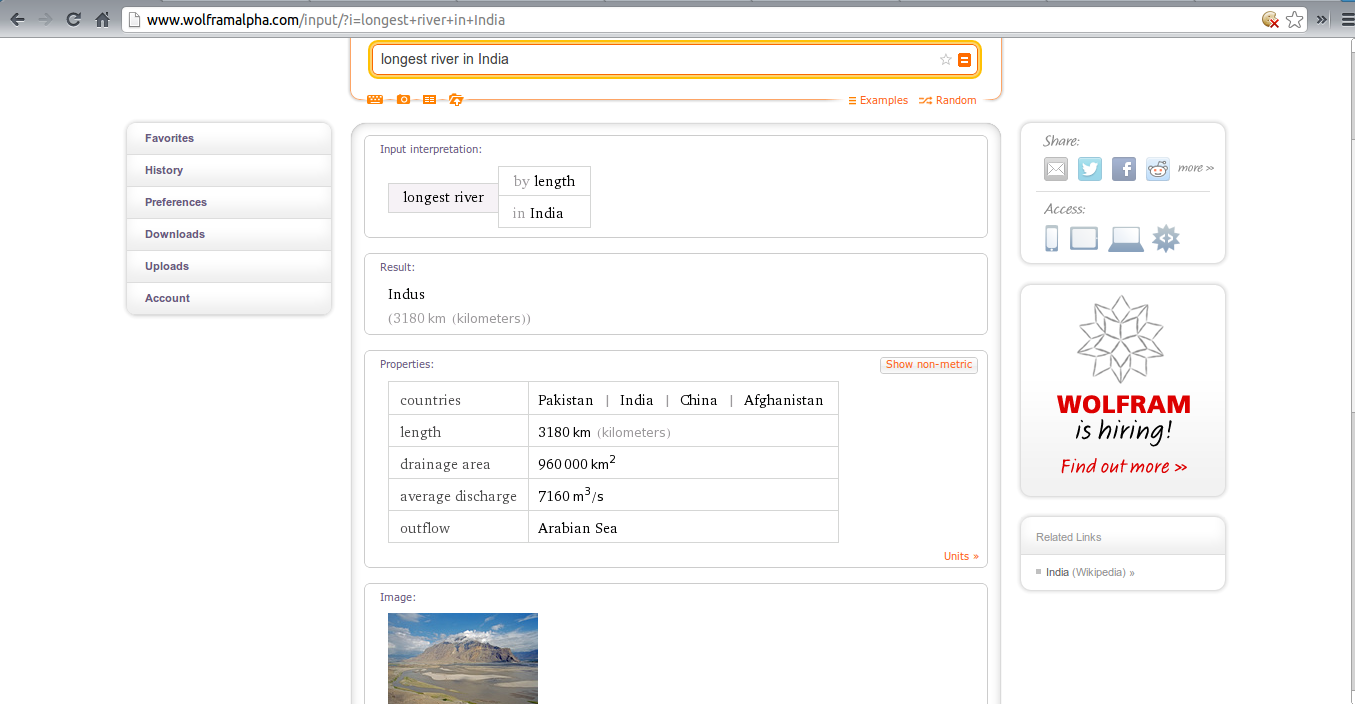 www.wolframalpha.com/input/?i=longest+river+in+India
longest river in India
Examples
Random
Favorites
History
Preferences
Downloads
Uploads
Account
Input interpretation:
longest river
by length
in India
Result:
Indus
(3180 km (kilometers))
Properties:
Show non-metric
countries Pakistan | India | China | Afghanistan
length 3180 km (kilometers)
drainage area 960 000 km²
average discharge 7160 m³/s
outflow Arabian Sea
Units »
Image:
Share:
more »
Access:
WOLFRAM
is hiring!
Find out more »
Related Links
India (Wikipedia) »